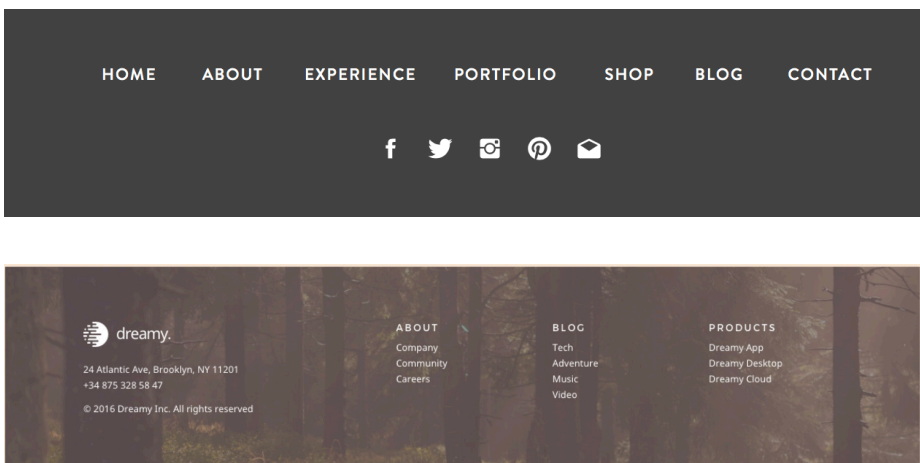 HOME ABOUT EXPERIENCE PORTFOLIO SHOP BLOG CONTACT
dreamy.
24 Atlantic Ave, Brooklyn, NY 11201
+34 875 328 58 47
© 2016 Dreamy Inc. All rights reserved
ABOUT
Company
Community
Careers
BLOG
Tech
Adventure
Music
Video
PRODUCTS
Dreamy App
Dreamy Desktop
Dreamy Cloud